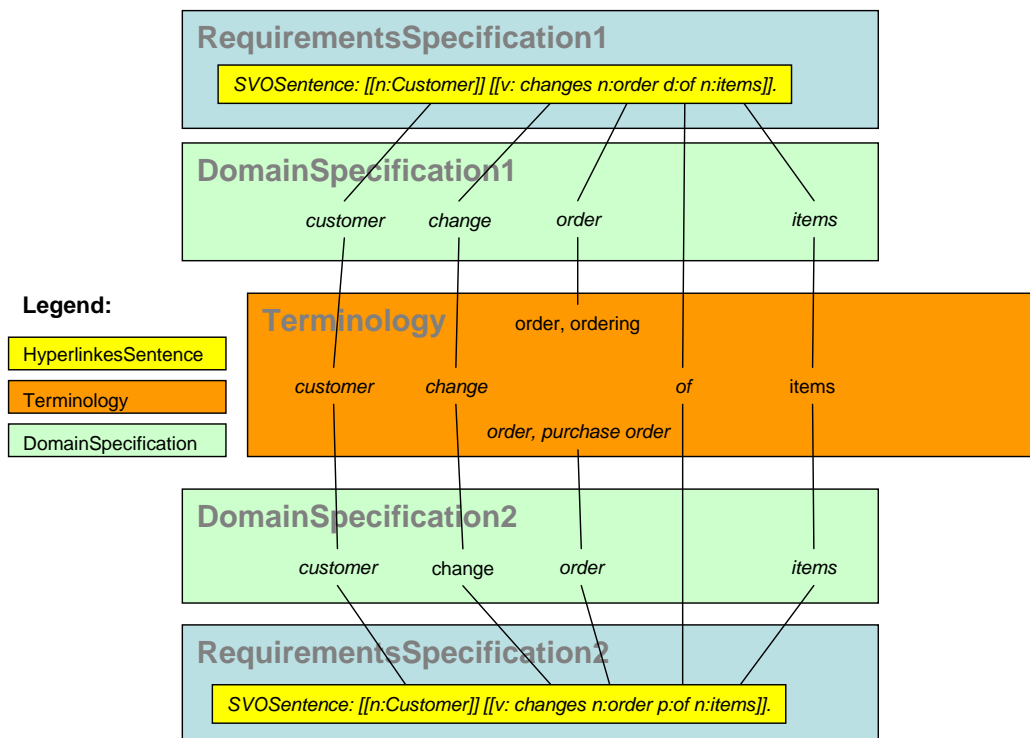 RequirementsSpecification1
SVOSentence: [[n:Customer]] [[v: changes n:order d:of n:items]].
DomainSpecification1
customer change order items
Legend:
HyperlinkesSentence
Terminology
DomainSpecification
Terminology
order, ordering
customer change of items
order, purchase order
DomainSpecification2
customer change order items
RequirementsSpecification2
SVOSentence: [[n:Customer]] [[v: changes n:order p:of n:items]].